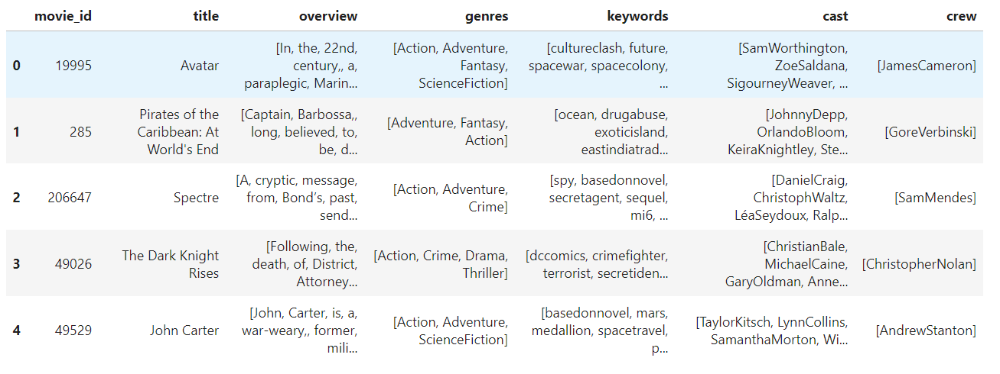 movie_id title overview genres keywords cast crew
0 19995 Avatar [In, the, 22nd, century,, a, paraplegic, Marin... [Action, Adventure, Fantasy, ScienceFiction] [cultureclash, future, spacewar, spacecolony, ... [SamWorthington, ZoeSaldana, SigourneyWeaver, ... [JamesCameron]
1 285 Pirates of the Caribbean: At World's End [Captain, Barbossa,, long, believed, to, be, d... [Adventure, Fantasy, Action] [ocean, drugabuse, exoticisland, eastindiatrad... [JohnnyDepp, OrlandoBloom, KeiraKnightley, Ste... [GoreVerbinski]
2 206647 Spectre [A, cryptic, message, from, Bond’s, past, send... [Action, Adventure, Crime] [spy, basedonnovel, secretagent, sequel, mi6, ... [DanielCraig, ChristophWaltz, LéaSeydoux, Ralp... [SamMendes]
3 49026 The Dark Knight Rises [Following, the, death, of, District, Attorney... [Action, Crime, Drama, Thriller] [dccomics, crimefighter, terrorist, secretiden... [ChristianBale, MichaelCaine, GaryOldman, Anne... [ChristopherNolan]
4 49529 John Carter [John, Carter, is, a, war-weary,, former, mili... [Action, Adventure, ScienceFiction] [basedonnovel, mars, medallion, spacetravel, p... [TaylorKitsch, LynnCollins, SamanthaMorton, Wi... [AndrewStanton]